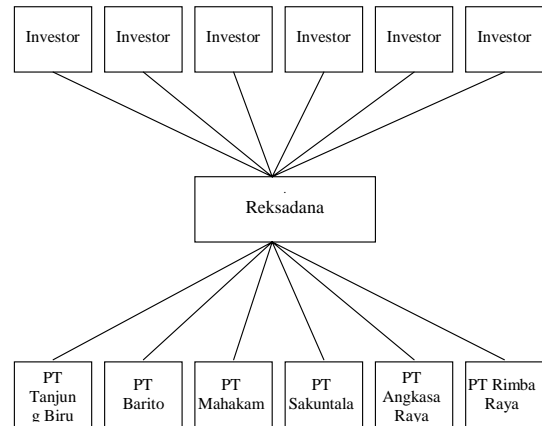 Investor
Investor
Investor
Investor
Investor
Investor
Reksadana
PT
Tanjun
g Biru
PT
Barito
PT
Mahakam
PT
Sakuntala
PT
Angkasa
Raya
PT Rimba
Raya